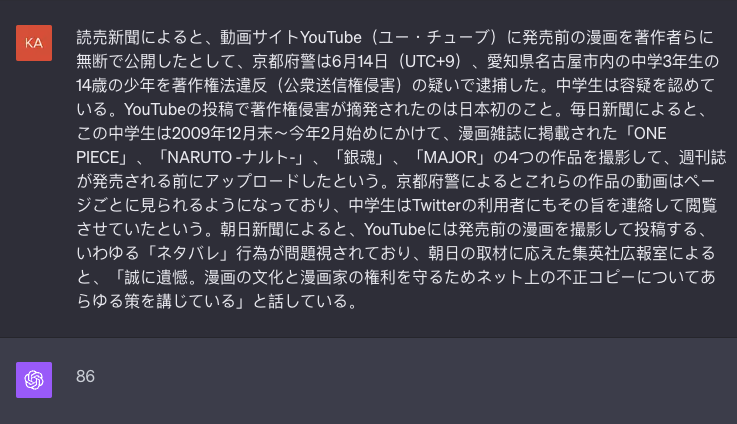 KA
読売新聞によると、動画サイトYouTube（ユー・チューブ）に発売前の漫画を著作者らに
無断で公開したとして、京都府警は6月14日（UTC+9）、愛知県名古屋市内の中学3年生の
14歳の少年を著作権法違反（公衆送信権侵害）の疑いで逮捕した。中学生は容疑を認めて
いる。YouTubeの投稿で著作権侵害が摘発されたのは日本初のこと。毎日新聞によると、
この中学生は2009年12月末〜今年2月始めにかけて、漫画雑誌に掲載された「ONE
PIECE」、「NARUTO -ナルト-」、「銀魂」、「MAJOR」の4つの作品を撮影して、週刊誌
が発売される前にアップロードしたという。京都府警によるとこれらの作品の動画はペー
ジごとに見られるようになっており、中学生はTwitterの利用者にもその旨を連絡して閲覧
させていたという。朝日新聞によると、YouTubeには発売前の漫画を撮影して投稿する、
いわゆる「ネタバレ」行為が問題視されており、朝日の取材に応えた集英社広報室による
と、「誠に遺憾。漫画の文化と漫画家の権利を守るためネット上の不正コピーについてあ
らゆる策を講じている」と話している。
86